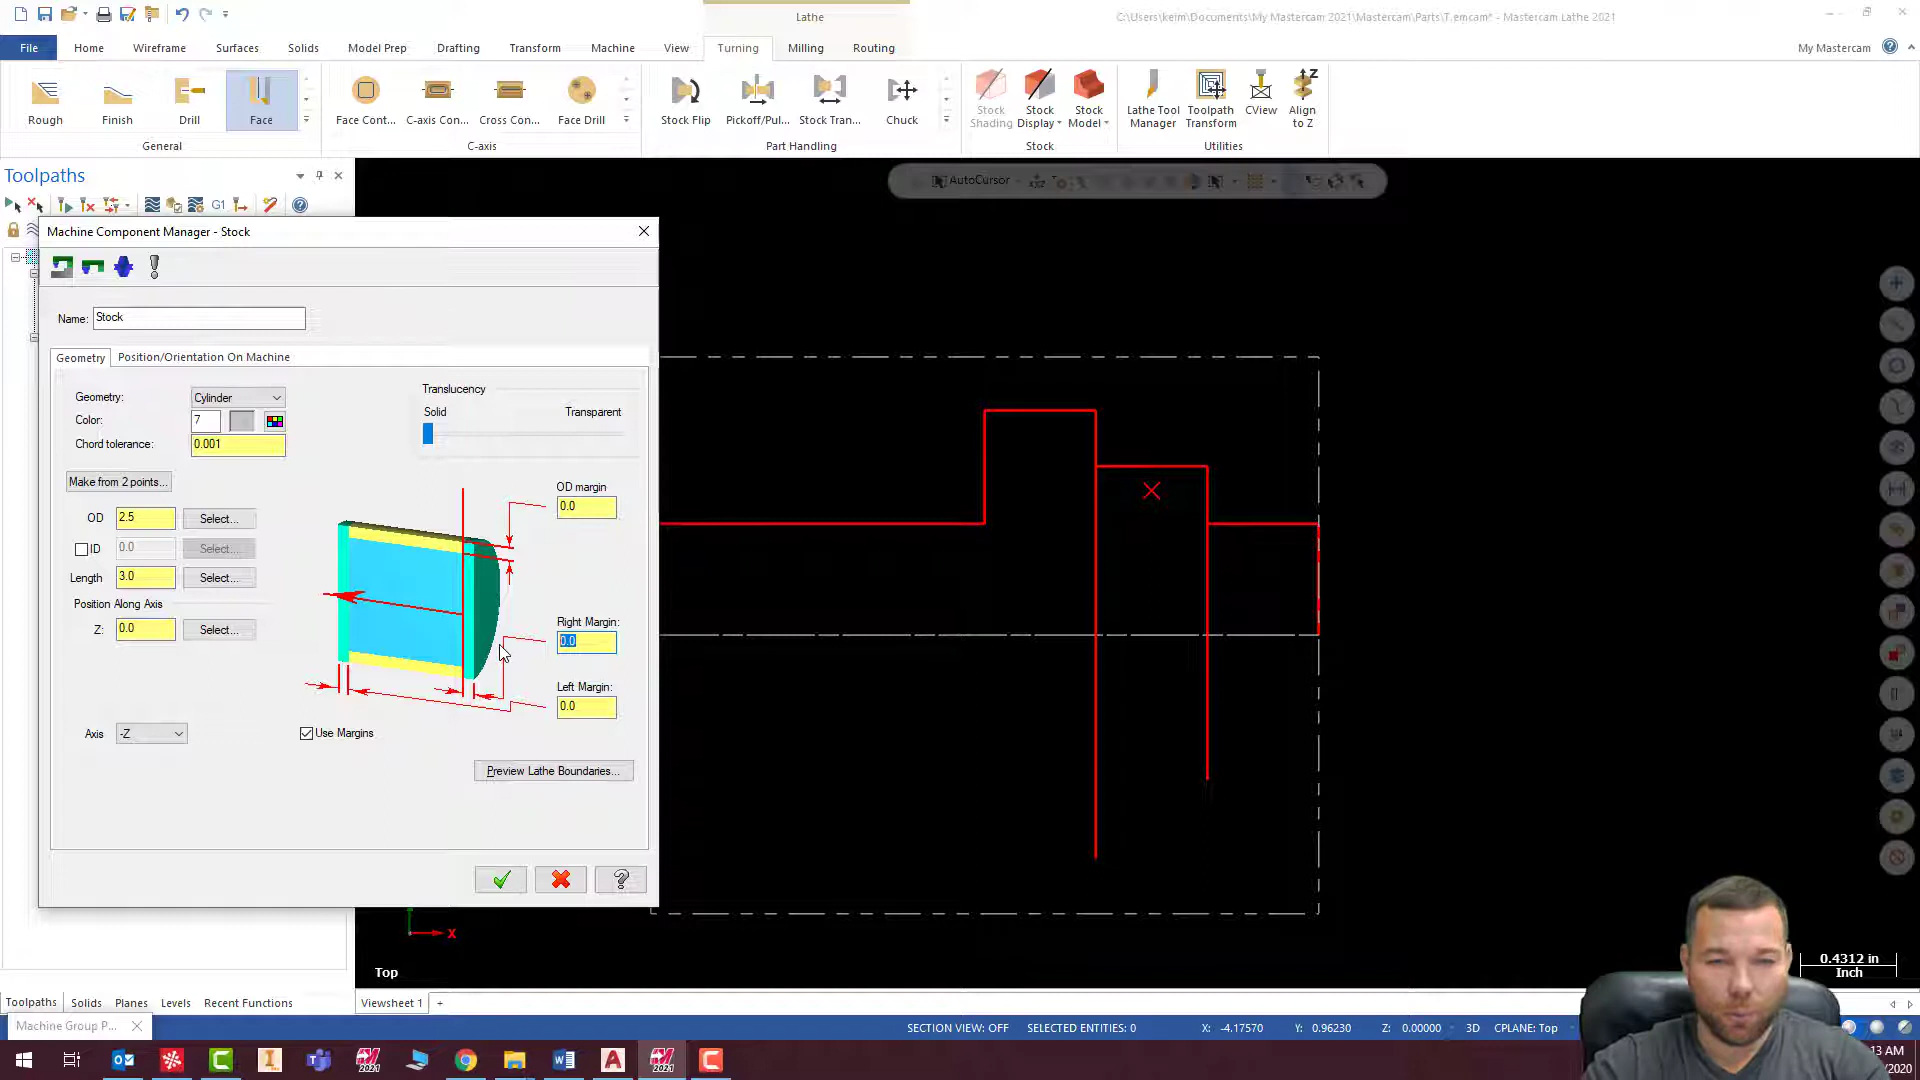 Lathe
C:\Users\keim\Documents\My Mastercam 2021\Mastercam\Parts\T.emcam* - Mastercam Lathe 2021
File Home Wireframe Surfaces Solids Model Prep Drafting Transform Machine View Turning Milling Routing My Mastercam
Rough Finish Drill Face Face Cont... C-axis Con... Cross Con... Face Drill Stock Flip Pickoff/Pul... Stock Tran... Chuck Stock Shading Stock Display Stock Model Lathe Tool Manager Toolpath Transform CView Align to Z
General C-axis Part Handling Stock Utilities
Toolpaths
AutoCursor
G1
Machine Component Manager - Stock
Name: Stock
Geometry Position/Orientation On Machine
Geometry: Cylinder
Color: 7
Chord tolerance: 0.001
Translucency
Solid Transparent
Make from 2 points...
OD 2.5 Select...
ID 0.0 Select...
Length 3.0 Select...
Position Along Axis
Z: 0.0 Select...
OD margin
0.0
Right Margin:
0.0
Left Margin:
0.0
Axis -Z
Use Margins
Preview Lathe Boundaries...
X
Top
0.4312 in
Inch
Toolpaths Solids Planes Levels Recent Functions
Viewsheet 1 +
Machine Group P...
SECTION VIEW: OFF SELECTED ENTITIES: 0 X: -4.17570 Y: 0.96230 Z: 0.00000 3D CPLANE: Top
2021 2021
13 AM
/2020